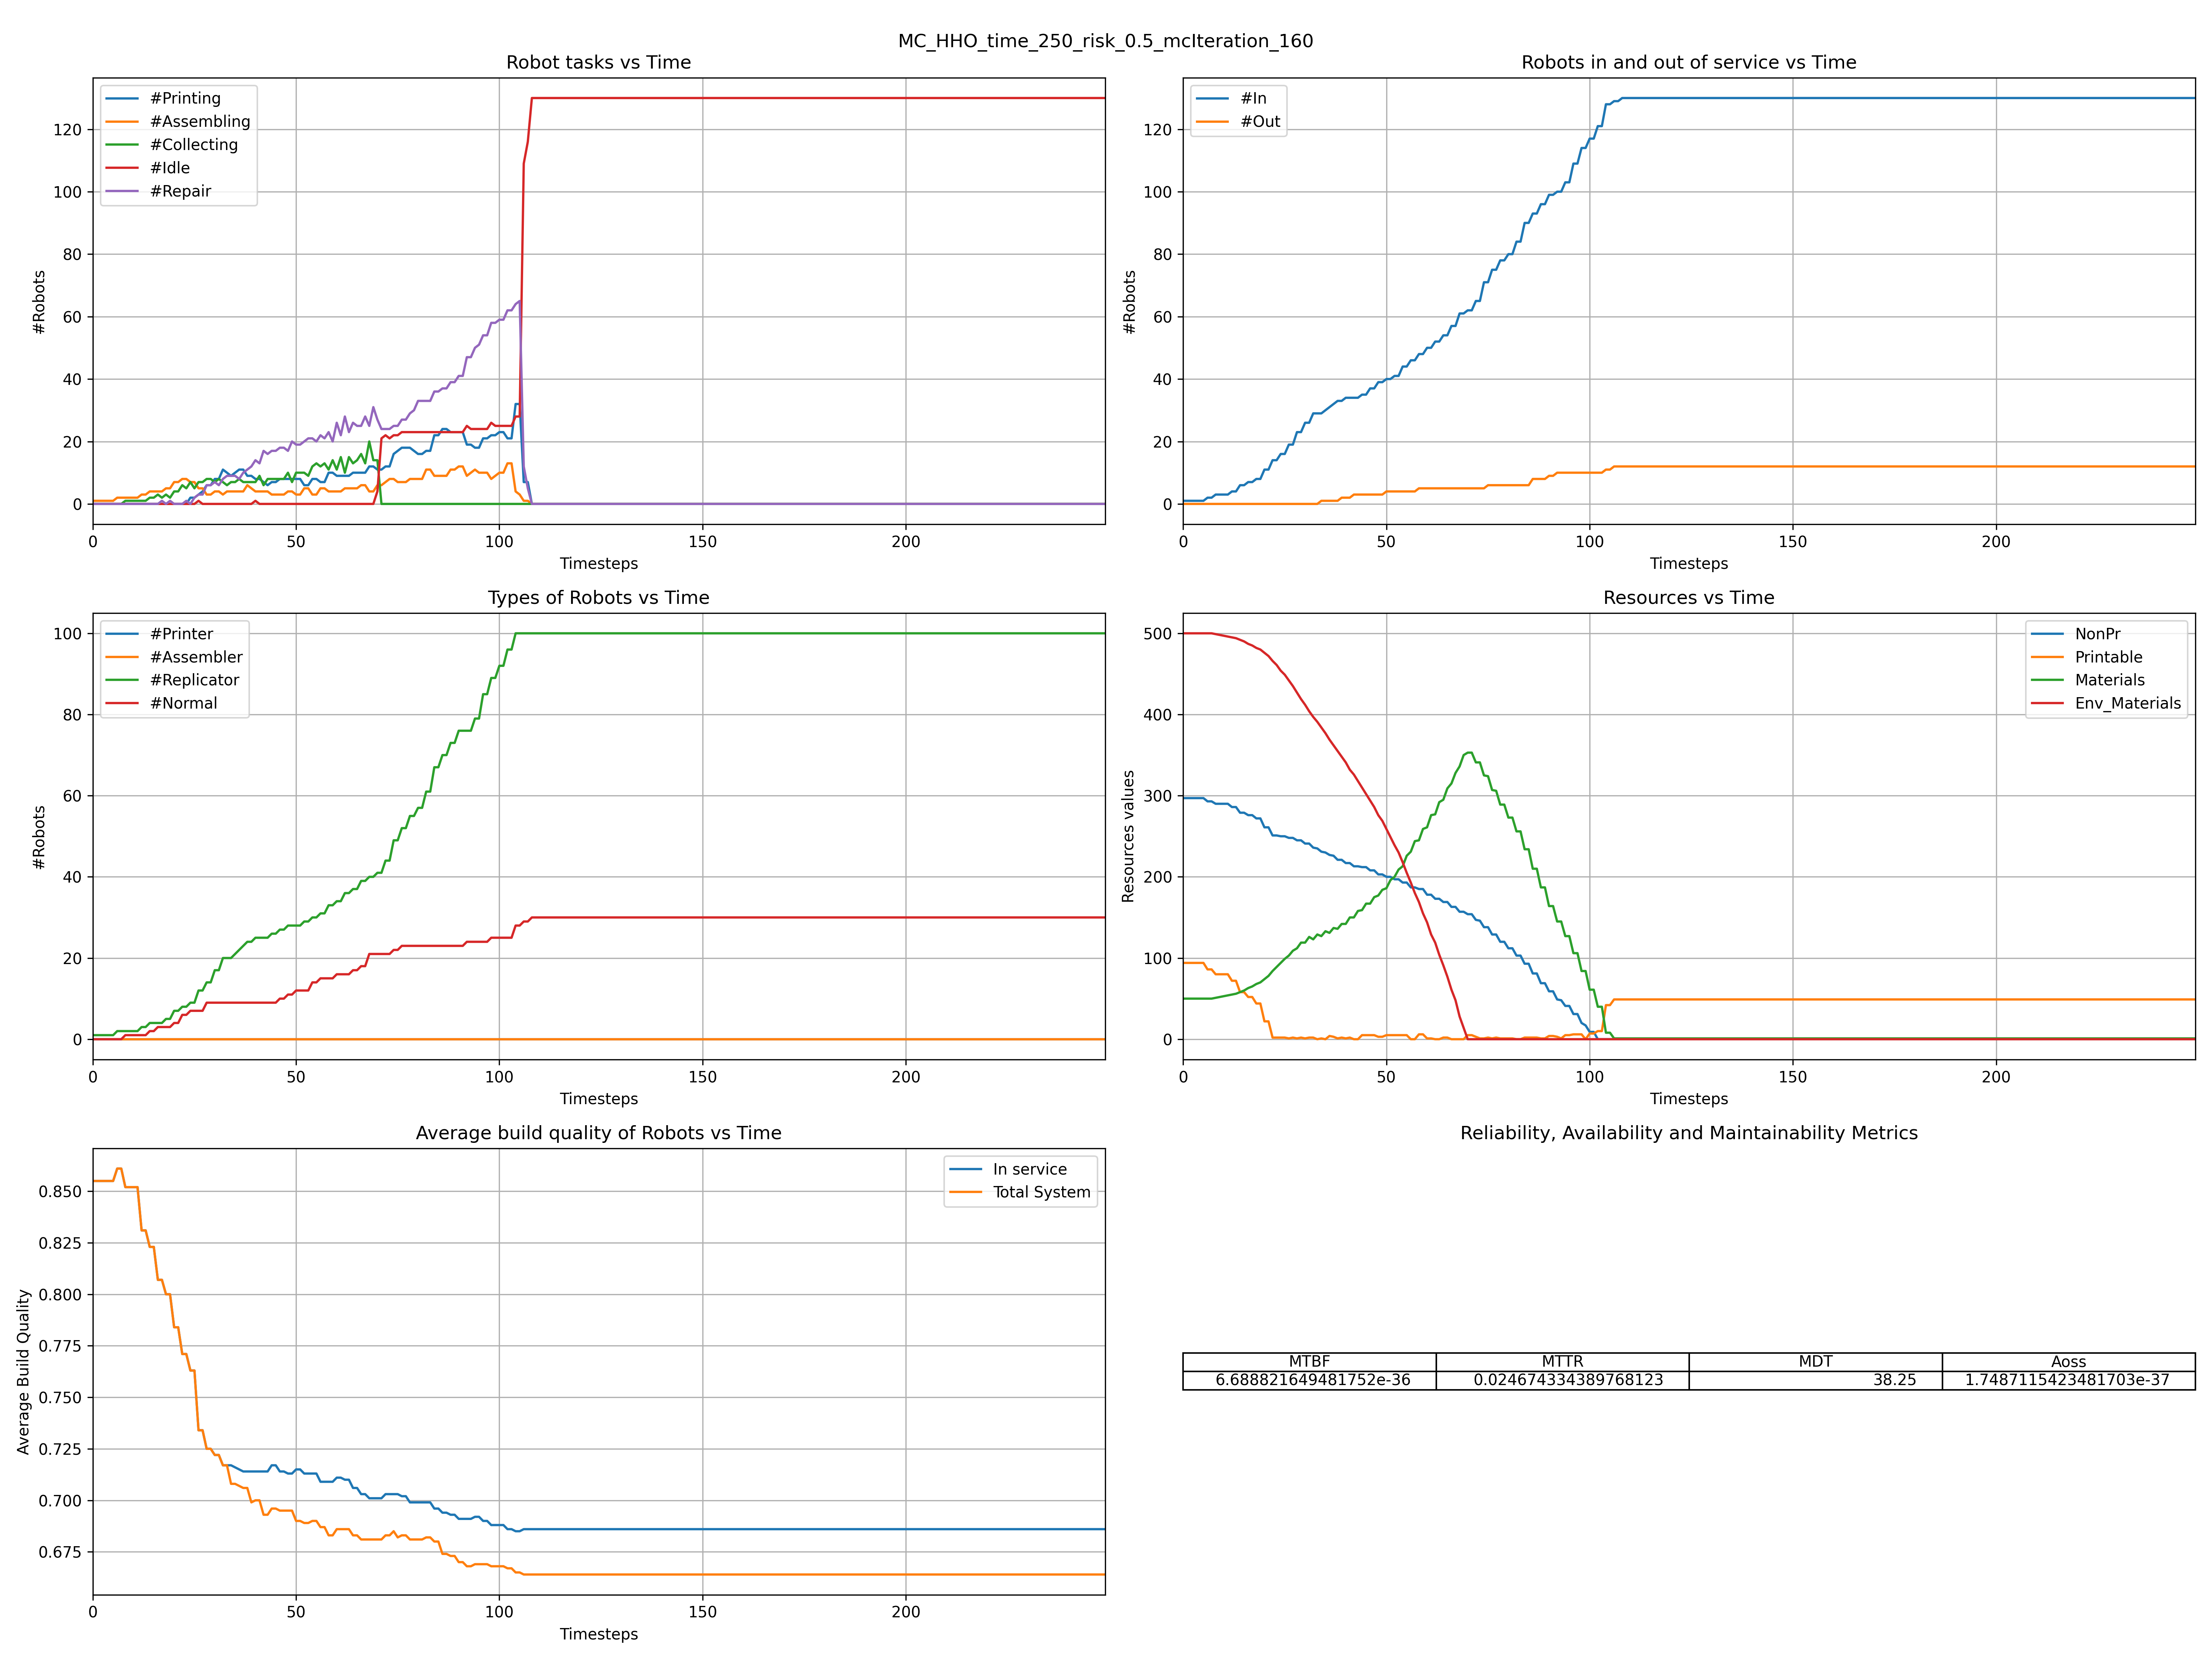 MC_HHO_time_250_risk_0.5_mcIteration_160
Robot tasks vs Time
#Robots
120
100
80
60
40
20
0
#Printing
#Assembling
#Collecting
#Idle
#Repair
0 50 100 150 200
Timesteps
Robots in and out of service vs Time
#Robots
120
100
80
60
40
20
0
#In
#Out
0 50 100 150 200
Timesteps
Types of Robots vs Time
#Robots
100
80
60
40
20
0
#Printer
#Assembler
#Replicator
#Normal
0 50 100 150 200
Timesteps
Resources vs Time
Resources values
500
400
300
200
100
0
NonPr
Printable
Materials
Env_Materials
0 50 100 150 200
Timesteps
Average build quality of Robots vs Time
Average Build Quality
0.850
0.825
0.800
0.775
0.750
0.725
0.700
0.675
In service
Total System
0 50 100 150 200
Timesteps
Reliability, Availability and Maintainability Metrics
MTBF MTTR MDT Aoss
6.688821649481752e-36 0.024674334389768123 38.25 1.7487115423481703e-37